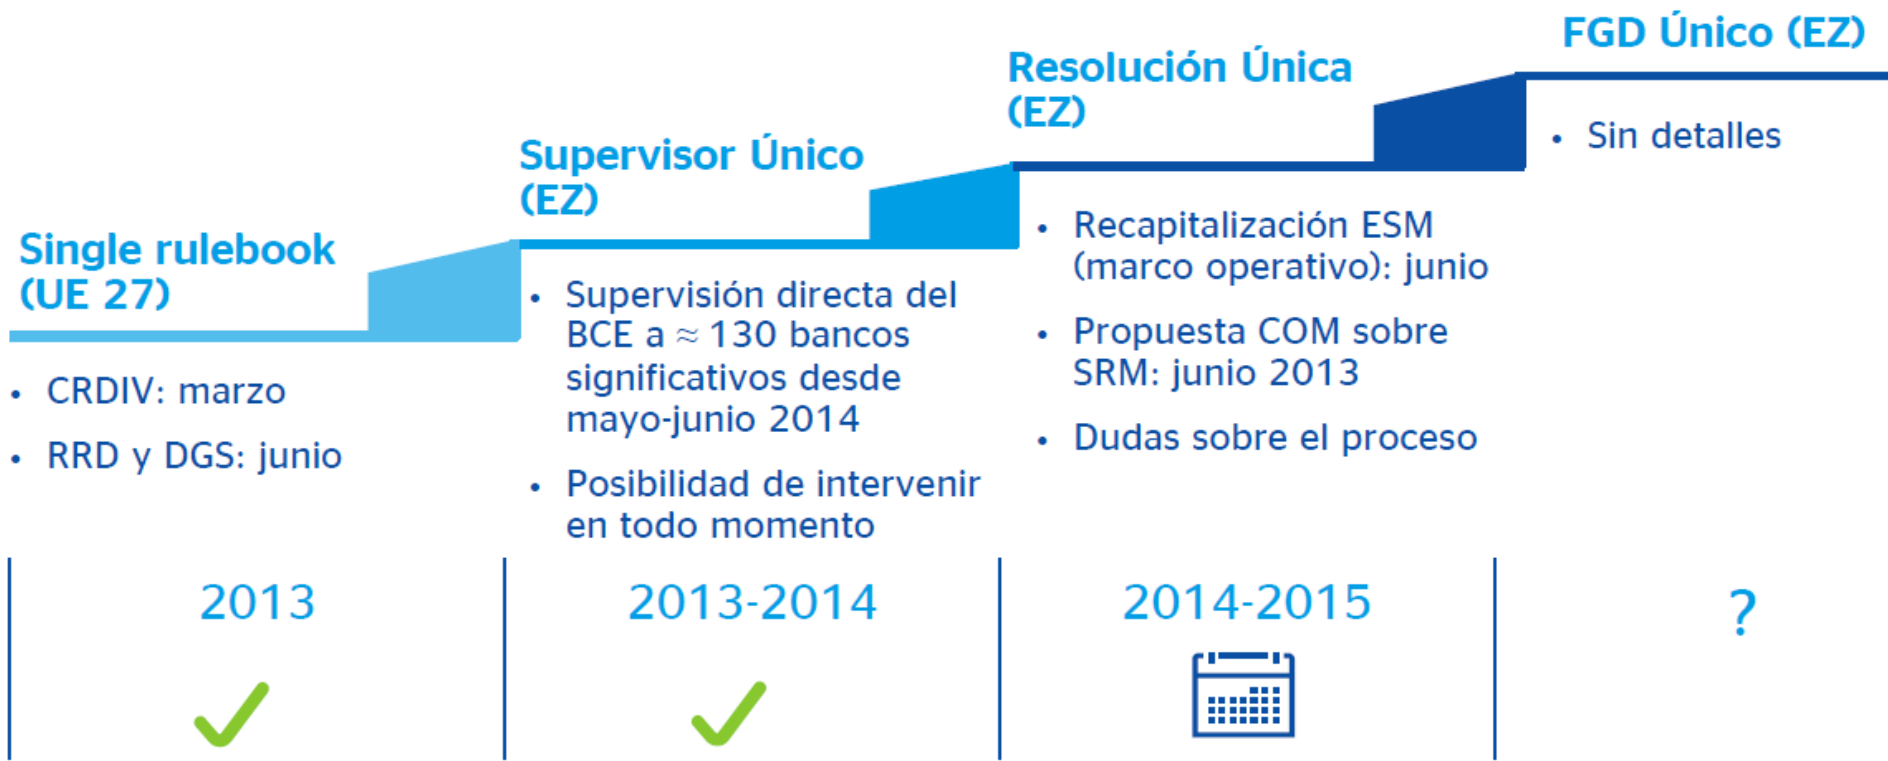 Single rulebook
(UE 27)
• CRDIV: marzo
• RRD y DGS: junio
2013
Supervisor Único
(EZ)
• Supervisión directa del
BCE a ≈ 130 bancos
significativos desde
mayo-junio 2014
• Posibilidad de intervenir
en todo momento
2013-2014
Resolución Única
(EZ)
• Recapitalización ESM
(marco operativo): junio
• Propuesta COM sobre
SRM: junio 2013
• Dudas sobre el proceso
2014-2015
FGD Único (EZ)
• Sin detalles
?